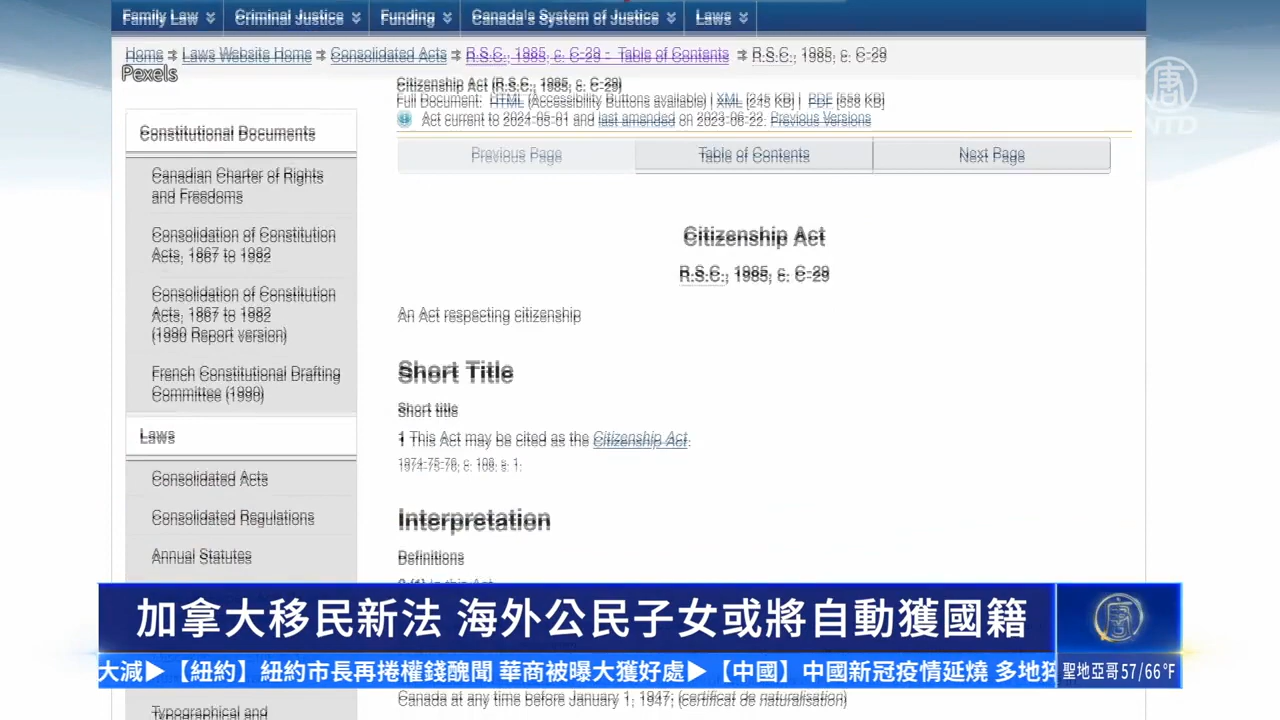 Family Law
Criminal Justice
Funding
Canada's System of Justice
Laws
Home → Laws Website Home → Consolidated Acts → R.S.C., 1985, c. C-29 - Table of Contents → R.S.C., 1985, c. C-29
Pexels
唐
NTD
Citizenship Act (R.S.C., 1985, c. C-29)
Full Document: HTML (Accessibility Buttons available) | XML [245 KB] | PDF [558 KB]
Act current to 2024-05-01 and last amended on 2023-06-22. Previous Versions
Previous Page
Table of Contents
Next Page
Constitutional Documents
Canadian Charter of Rights
and Freedoms
Consolidation of Constitution
Acts, 1867 to 1982
Consolidation of Constitution
Acts, 1867 to 1982
(1990 Report version)
French Constitutional Drafting
Committee (1990)
Laws
Consolidated Acts
Consolidated Regulations
Annual Statutes
Citizenship Act
R.S.C., 1985, c. C-29
An Act respecting citizenship
Short Title
Short title
1 This Act may be cited as the Citizenship Act.
1974-75-76, c. 108, s. 1.
Interpretation
Definitions
加拿大移民新法 海外公民子女或將自動獲國籍
大減▶【紐約】紐約市長再捲權錢醜聞 華商被曝大獲好處▶【中國】中國新冠疫情延燒 多地
聖地亞哥 57/66°F
Canada at any time before January 1, 1947; (certificat de naturalisation)
Typographical and